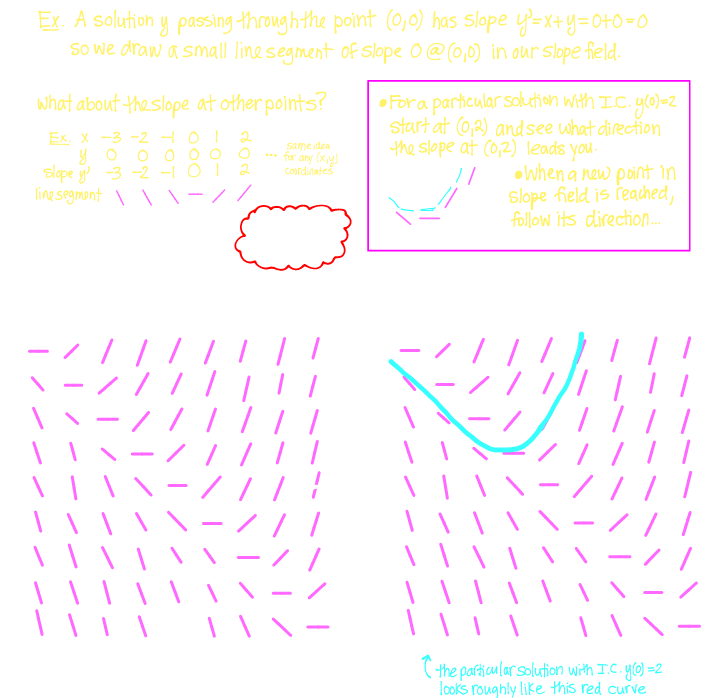 Ex. A solution y passing through the point (0,0) has slope y'=x+y=0+0=0
so we draw a small line segment of slope 0 @ (0,0) in our slope field.
What about the slope at other points?
Ex. x -3 -2 -1 0 1 2
y 0 0 0 0 0 0
slope y' -3 -2 -1 0 1 2
line segment
... same idea
for any (x,y)
coordinates
• For a particular solution with I.C. y(0)=2
start at (0,2) and see what direction
the slope at (0,2) leads you.
• When a new point in
slope field is reached,
follow its direction...
the particular solution with I.C. y(0)=2
looks roughly like this red curve